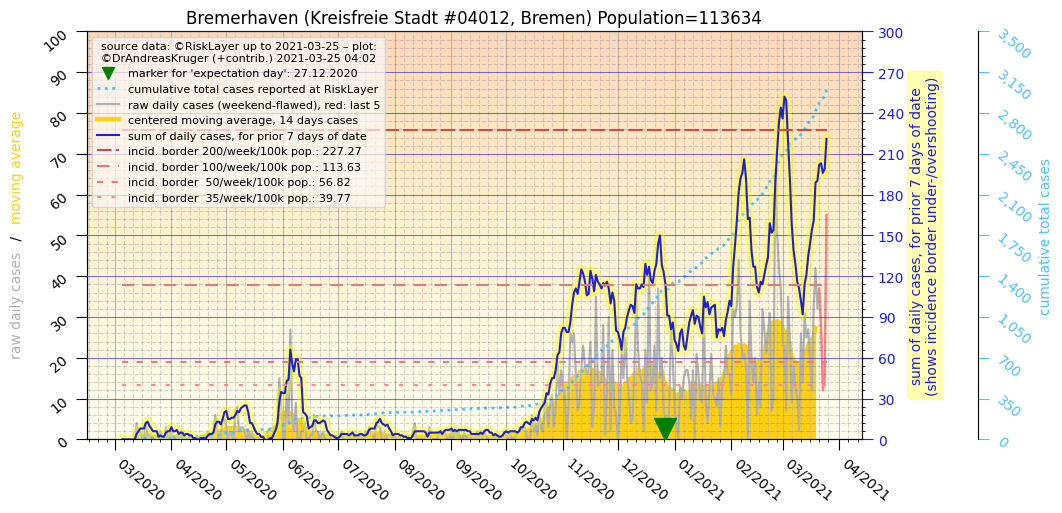 Bremerhaven (Kreisfreie Stadt #04012, Bremen) Population=113634
source data: ©RiskLayer up to 2021-03-25 – plot:
©DrAndreasKruger (+contrib.) 2021-03-25 04:02
marker for 'expectation day': 27.12.2020
cumulative total cases reported at RiskLayer
raw daily cases (weekend-flawed), red: last 5
centered moving average, 14 days cases
sum of daily cases, for prior 7 days of date
incid. border 200/week/100k pop.: 227.27
incid. border 100/week/100k pop.: 113.63
incid. border  50/week/100k pop.: 56.82
incid. border  35/week/100k pop.: 39.77
raw daily cases / moving average
100
90
80
70
60
50
40
30
20
10
0
03/2020
04/2020
05/2020
06/2020
07/2020
08/2020
09/2020
10/2020
11/2020
12/2020
01/2021
02/2021
03/2021
04/2021
300
270
240
210
180
150
120
90
60
30
0
sum of daily cases, for prior 7 days of date
(shows incidence border under-/overshooting)
3,500
3,150
2,800
2,450
2,100
1,750
1,400
1,050
700
350
0
cumulative total cases